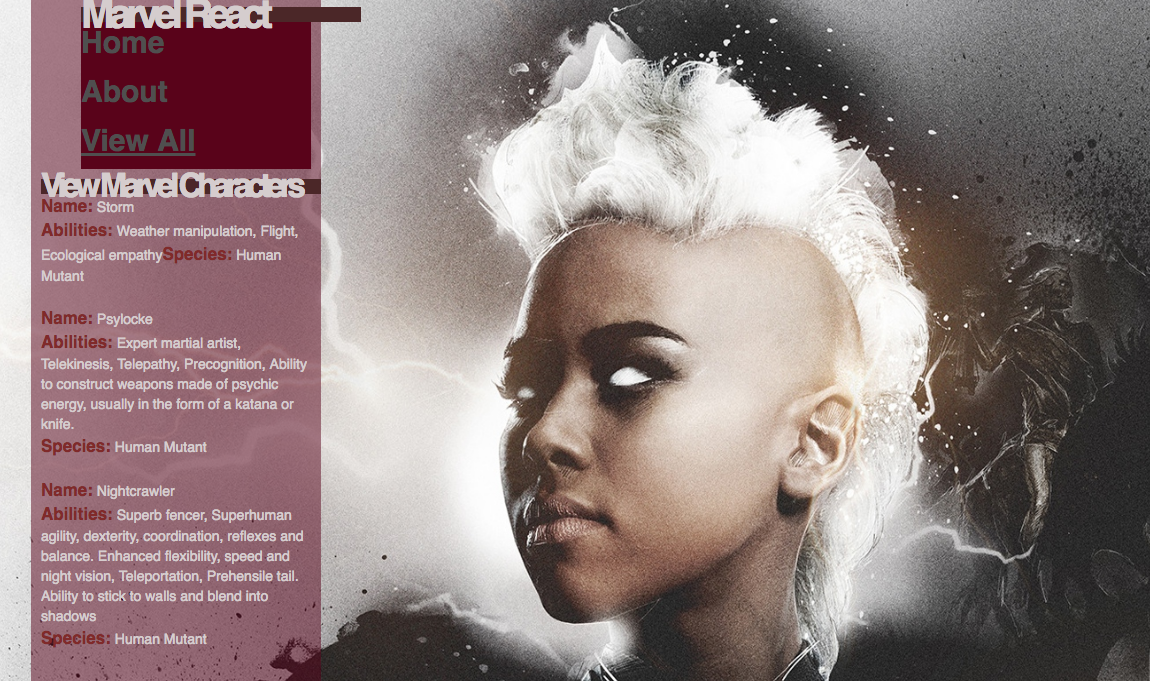 Marvel React
Home
About
View All
View Marvel Characters
Name: Storm
Abilities: Weather manipulation, Flight,
Ecological empathySpecies: Human
Mutant
Name: Psylocke
Abilities: Expert martial artist,
Telekinesis, Telepathy, Precognition, Ability
to construct weapons made of psychic
energy, usually in the form of a katana or
knife.
Species: Human Mutant
Name: Nightcrawler
Abilities: Superb fencer, Superhuman
agility, dexterity, coordination, reflexes and
balance. Enhanced flexibility, speed and
night vision, Teleportation, Prehensile tail.
Ability to stick to walls and blend into
shadows
Species: Human Mutant